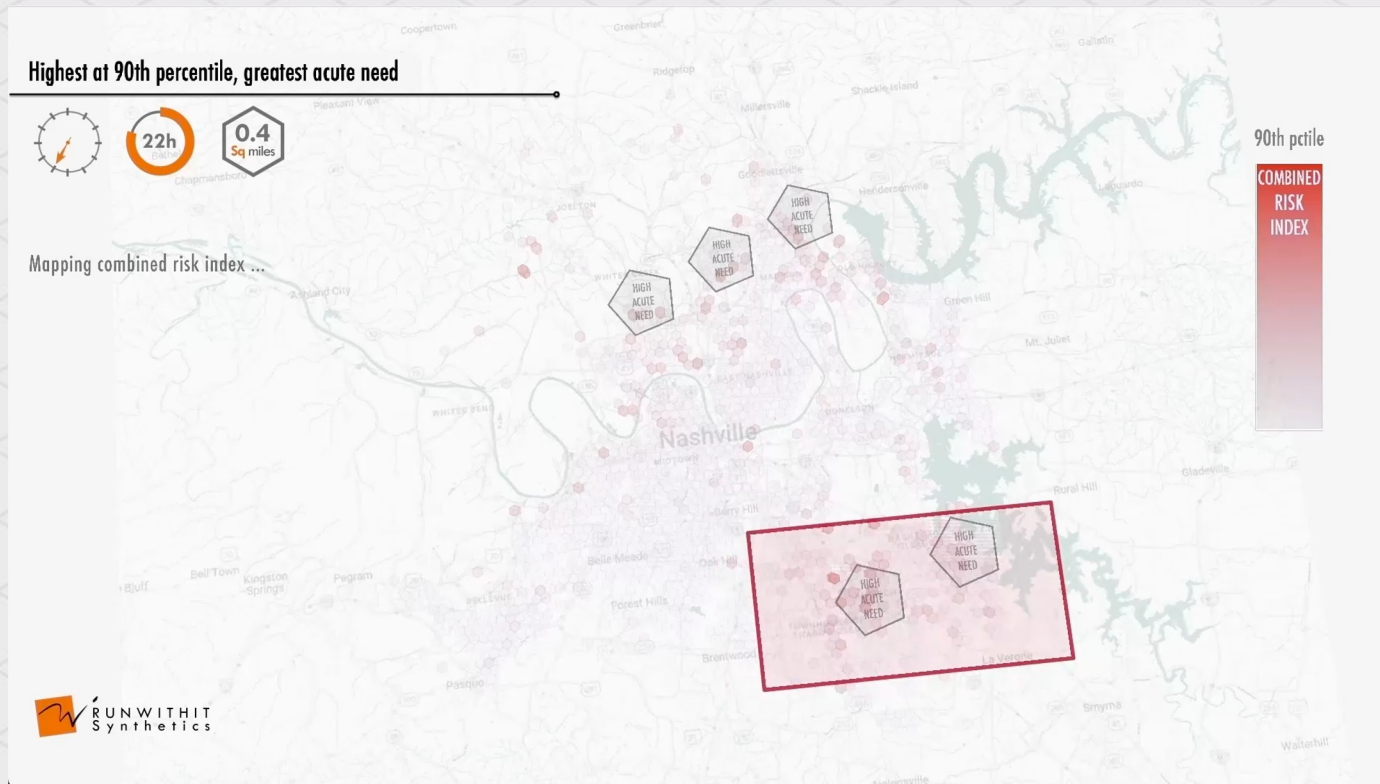 Coopertown
Greenbrier
Gallatin
Highest at 90th percentile, greatest acute need
Ridgetop
Shackle Island
Pleasant View
Millersville
22h
0.4
Sq miles
90th pctile
Chapmansboro
Goodlettsville
Hendersonville
Laguardo
COMBINED
RISK
INDEX
JOELTON
HIGH
ACUTE
NEED
HIGH
ACUTE
NEED
HIGH
ACUTE
NEED
Mapping combined risk index ...
Ashland City
Green Hill
Mt. Juliet
WHITES BEND
DONELSON
Nashville
MIDTOWN
Gladeville
Rural Hill
Berry Hill
Belle Meade
Oak Hill
HIGH
ACUTE
NEED
HIGH
ACUTE
NEED
Bluff
Bell Town
Kingston
Springs
Pegram
BELLEVUE
Forest Hills
Brentwood
La Vergne
Pasquo
Smyrna
Walterhill
RUNWITHIT
Synthetics